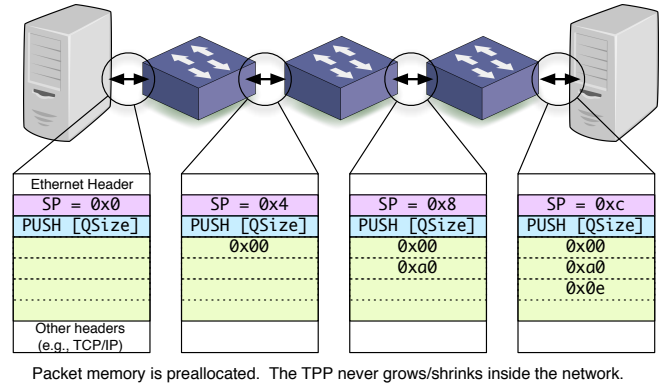 Ethernet Header
SP = 0x0
PUSH [QSize]
Other headers
(e.g., TCP/IP)
SP = 0x4
PUSH [QSize]
0x00
SP = 0x8
PUSH [QSize]
0x00
0xa0
SP = 0xc
PUSH [QSize]
0x00
0xa0
0x0e
Packet memory is preallocated. The TPP never grows/shrinks inside the network.